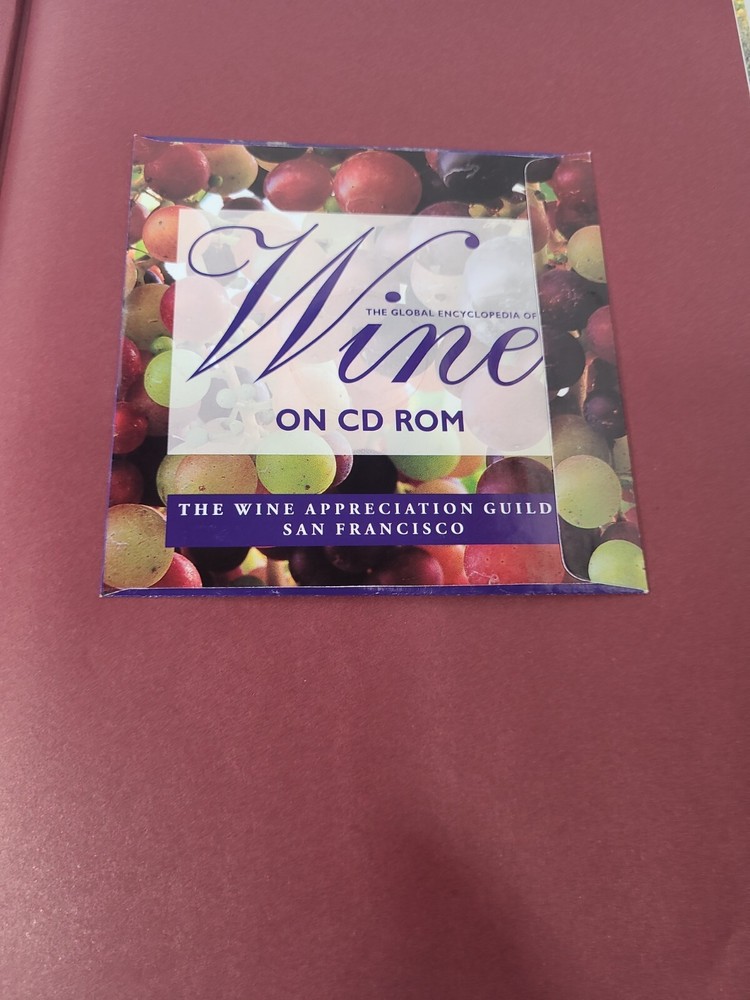 THE GLOBAL ENCYCLOPEDIA OF
Wine
ON CD ROM
THE WINE APPRECIATION GUILD
SAN FRANCISCO